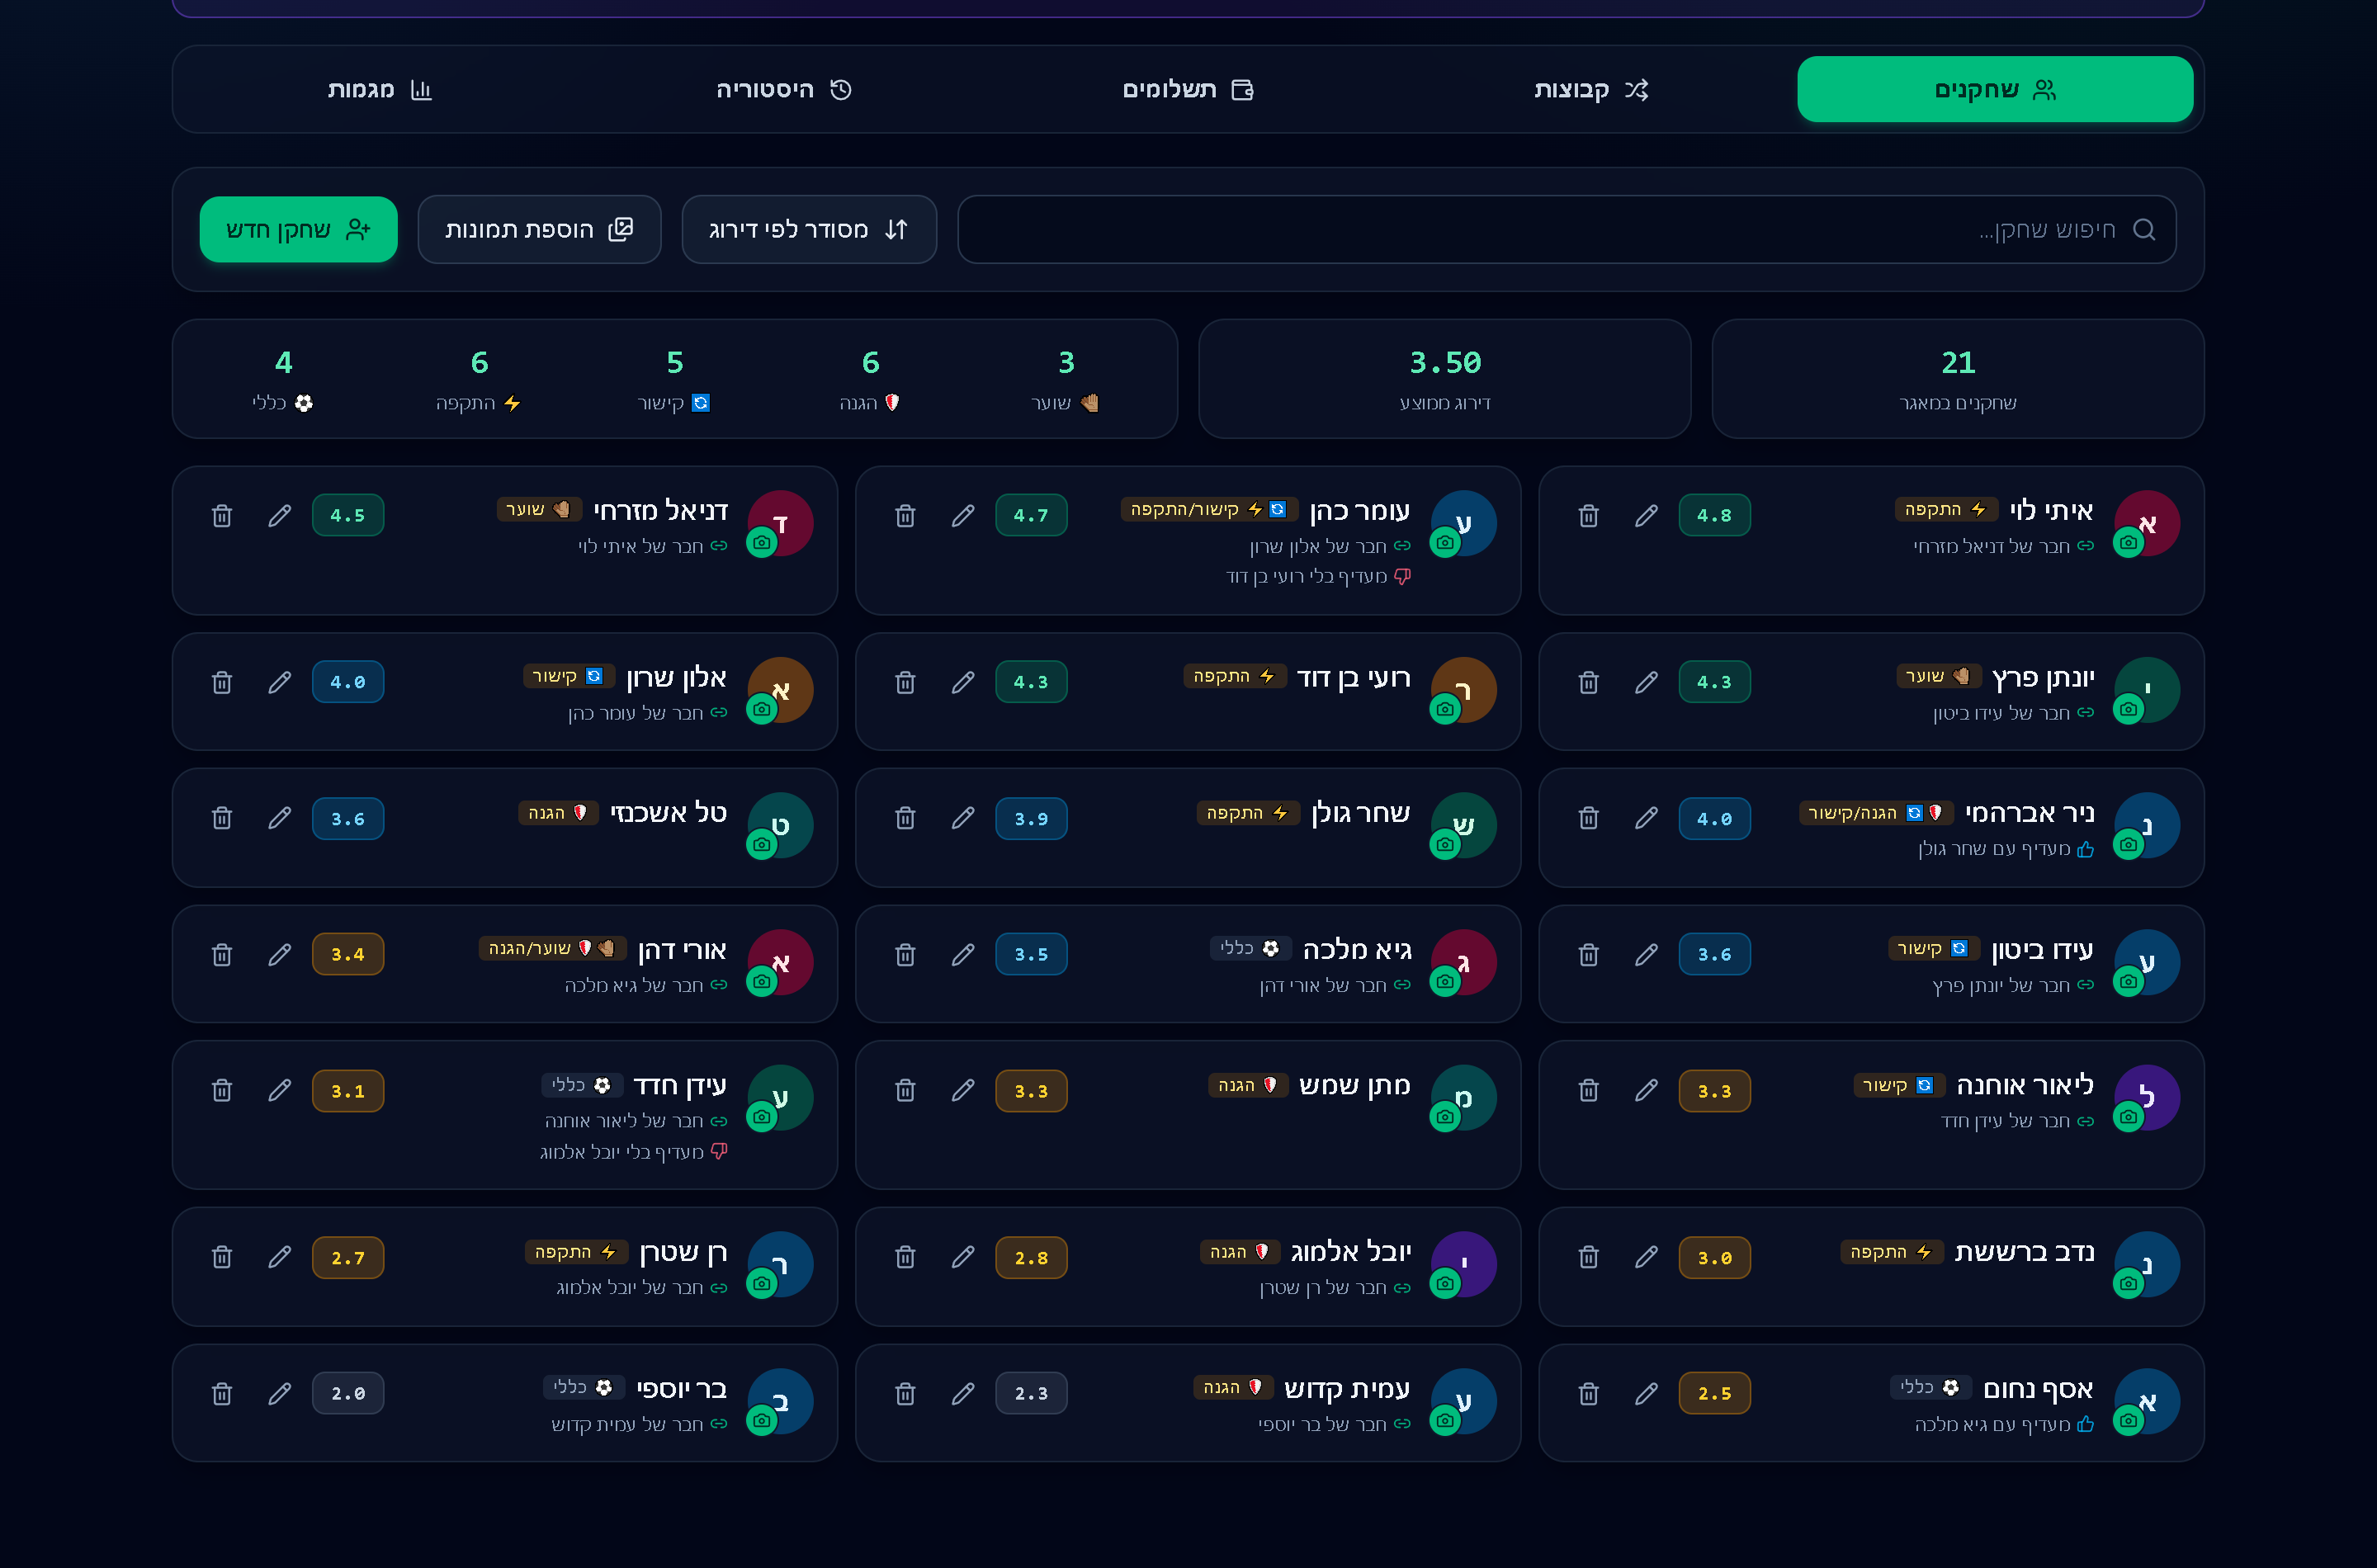 שחקנים
קבוצות
תשלומים
היסטוריה
מגמות
חיפוש שחקן...
מסודר לפי דירוג
הוספת תמונות
שחקן חדש
21
שחקנים במאגר
3.50
דירוג ממוצע
3
שוער
6
הגנה
5
קישור
6
התקפה
4
כללי
א
איתי לוי התקפה
4.8
חבר של דניאל מזרחי
ע
עומר כהן קישור/התקפה
4.7
חבר של אלון שרון
מעדיף בלי רועי בן דוד
ד
דניאל מזרחי שוער
4.5
חבר של איתי לוי
י
יונתן פרץ שוער
4.3
חבר של עידו ביטון
ר
רועי בן דוד התקפה
4.3
א
אלון שרון קישור
4.0
חבר של עומר כהן
נ
ניר אברהמי הגנה/קישור
4.0
מעדיף עם שחר גולן
ש
שחר גולן התקפה
3.9
ט
טל אשכנזי הגנה
3.6
ע
עידו ביטון קישור
3.6
חבר של יונתן פרץ
ג
גיא מלכה כללי
3.5
חבר של אורי דהן
א
אורי דהן שוער/הגנה
3.4
חבר של גיא מלכה
ל
ליאור אוחנה קישור
3.3
חבר של עידן חדד
מ
מתן שמש הגנה
3.3
ע
עידן חדד כללי
3.1
חבר של ליאור אוחנה
מעדיף בלי יובל אלמוג
נ
נדב ברששת התקפה
3.0
י
יובל אלמוג הגנה
2.8
חבר של רן שטרן
ר
רן שטרן התקפה
2.7
חבר של יובל אלמוג
א
אסף נחום כללי
2.5
מעדיף עם גיא מלכה
ע
עמית קדוש הגנה
2.3
חבר של בר יוספי
ב
בר יוספי כללי
2.0
חבר של עמית קדוש